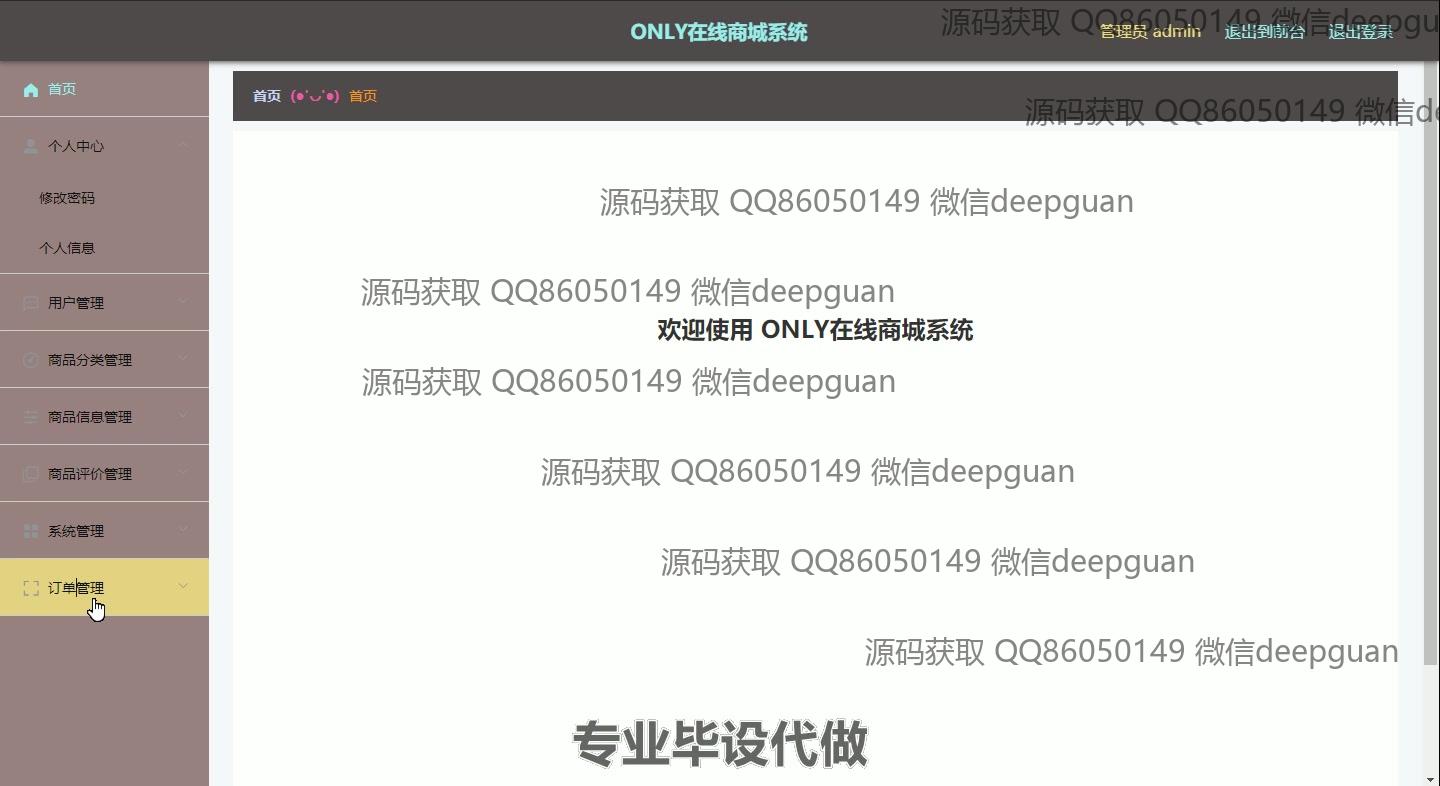 ONLY在线商城系统
源码获取 QQ86050149 微信deepgu
管理员 admin 退出到前台 退出登录
首页
首页 (●'◡'●) 首页
源码获取 QQ86050149 微信de
个人中心
修改密码
源码获取 QQ86050149 微信deepguan
个人信息
用户管理
源码获取 QQ86050149 微信deepguan
欢迎使用 ONLY在线商城系统
商品分类管理
源码获取 QQ86050149 微信deepguan
商品信息管理
商品评价管理
源码获取 QQ86050149 微信deepguan
系统管理
源码获取 QQ86050149 微信deepguan
订单管理
源码获取 QQ86050149 微信deepguan
专业毕设代做